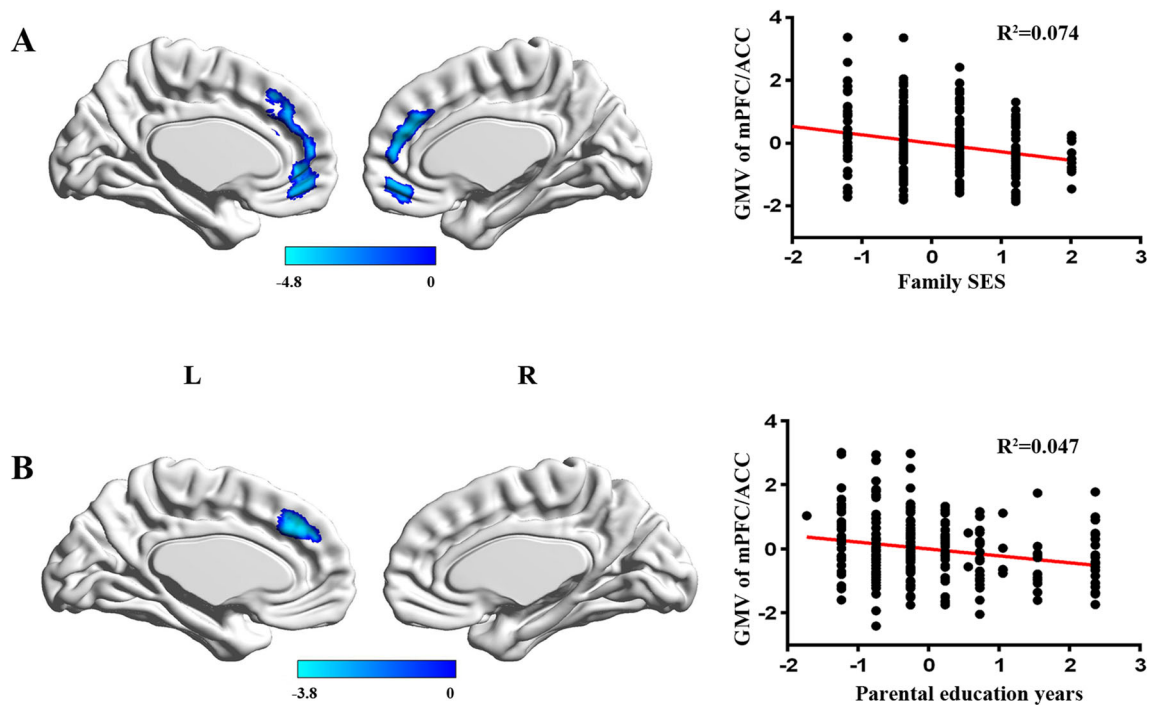 A
-4.8 0
4
2
0
-2
GMV of mPFC/ACC
R²=0.074
-2 -1 0 1 2 3
Family SES
L R
B
-3.8 0
4
2
0
-2
GMV of mPFC/ACC
R²=0.047
-2 -1 0 1 2 3
Parental education years